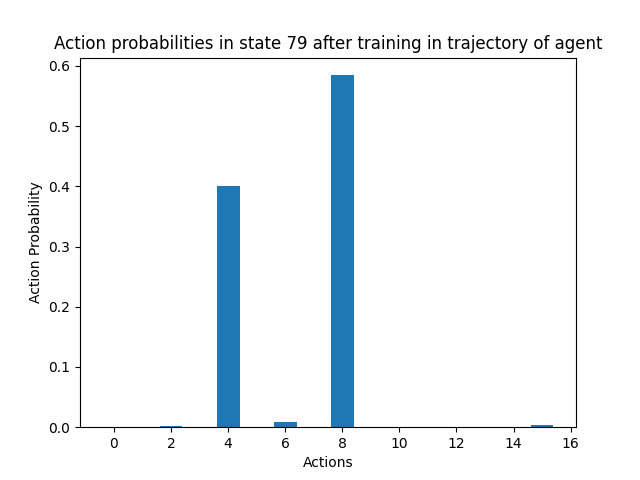 Action probabilities in state 79 after training in trajectory of agent
0.6
0.5
0.4
0.3
0.2
0.1
0.0
Action Probability
0 2 4 6 8 10 12 14 16
Actions